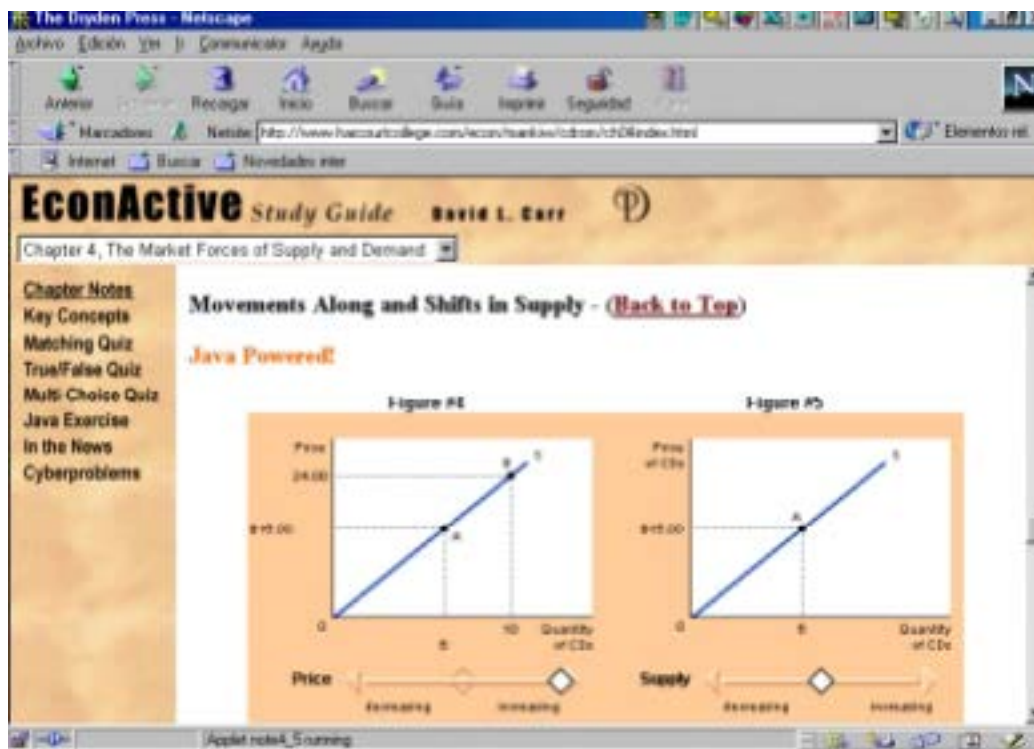 The Dryden Press - Netscape
Archivo Edición Ver Ir Communicator Ayuda
Anterior Recargar Inicio Buscar Guía Imprimir Seguridad
Marcadores Netsite: http://www.harcourtcollege.com/econ/mankiw/cdrom/ch04index.html Elementos rel.
Internet Buscar Novedades inter
EconActive Study Guide David L. Carr
Chapter 4, The Market Forces of Supply and Demand
Chapter Notes
Key Concepts
Matching Quiz
True/False Quiz
Multi-Choice Quiz
Java Exercise
In the News
Cyberproblems
Movements Along and Shifts in Supply - (Back to Top)
Java Powered!
Figure #4
Price
24.00
$15.00
B S
A
0
6
10 Quantity
of CDs
Price
decreasing increasing
Figure #5
Price
of CDs
$15.00
S
A
0
6
Quantity
of CDs
Supply
decreasing increasing
Applet note4_5 running